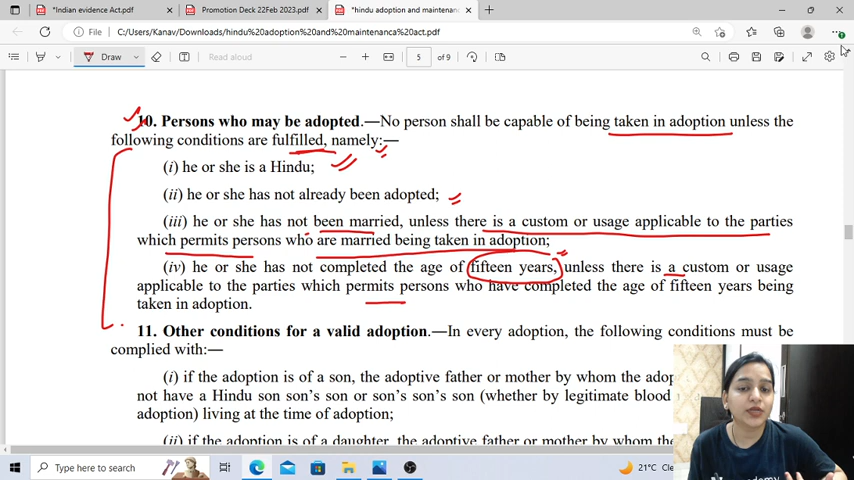 *Indian evidence Act.pdf
Promotion Deck 22Feb 2023.pdf
*hindu adoption and maintenanc
File
C:/Users/Kanav/Downloads/hindu%20adoption%20and%20maintenanca%20act.pdf
Draw
Read aloud
5
of 9
10. Persons who may be adopted.—No person shall be capable of being taken in adoption unless the
following conditions are fulfilled, namely:—
(i) he or she is a Hindu;
(ii) he or she has not already been adopted;
(iii) he or she has not been married, unless there is a custom or usage applicable to the parties
which permits persons who are married being taken in adoption;
(iv) he or she has not completed the age of fifteen years, unless there is a custom or usage
applicable to the parties which permits persons who have completed the age of fifteen years being
taken in adoption.
11. Other conditions for a valid adoption.—In every adoption, the following conditions must be
complied with:—
(i) if the adoption is of a son, the adoptive father or mother by whom the
not have a Hindu son son's son or son's son's son (whether by legitimate blood
adoption) living at the time of adoption;
(ii) if the adoption is of a daughter, the adoptive father or mother by whom the
Type here to search
21°C